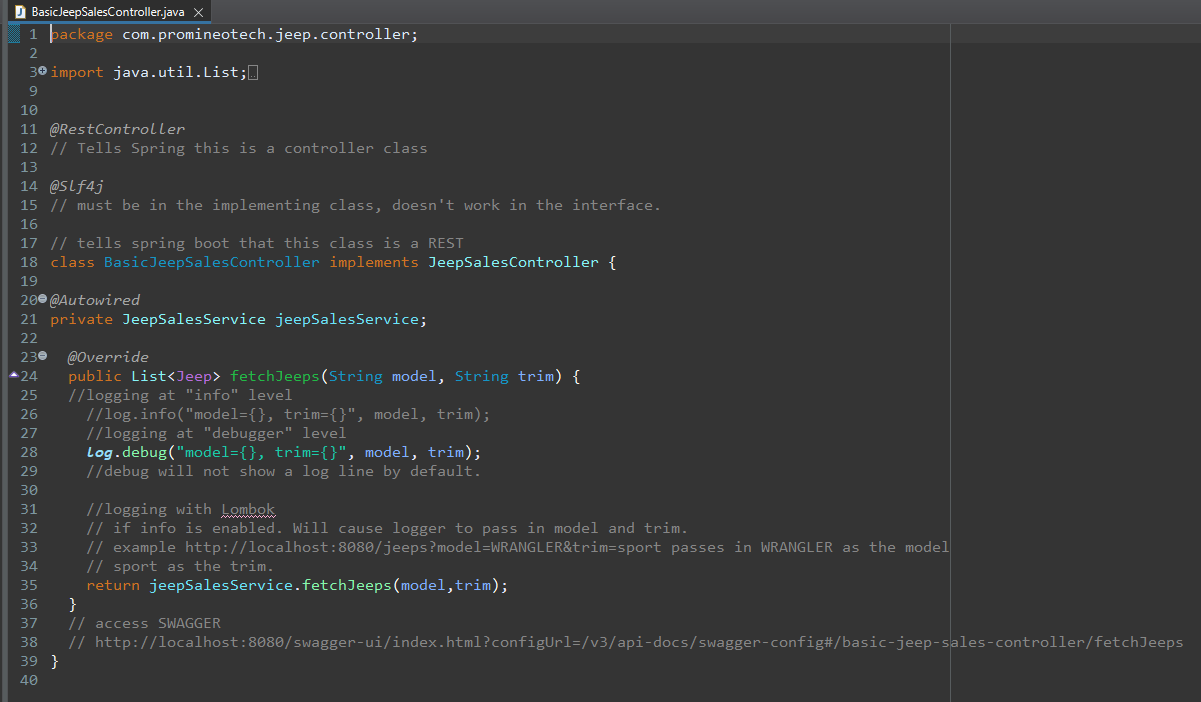 BasicJeepSalesController.java
1 package com.promineotech.jeep.controller;
2
3 import java.util.List;
9
10
11 @RestController
12 // Tells Spring this is a controller class
13
14 @Slf4j
15 // must be in the implementing class, doesn't work in the interface.
16
17 // tells spring boot that this class is a REST
18 class BasicJeepSalesController implements JeepSalesController {
19
20 @Autowired
21 private JeepSalesService jeepSalesService;
22
23 @Override
24 public List<Jeep> fetchJeeps(String model, String trim) {
25 //logging at "info" level
26 //log.info("model={}, trim={}", model, trim);
27 //logging at "debugger" level
28 log.debug("model={}, trim={}", model, trim);
29 //debug will not show a log line by default.
30
31 //logging with Lombok
32 // if info is enabled. Will cause logger to pass in model and trim.
33 // example http://localhost:8080/jeeps?model=WRANGLER&trim=sport passes in WRANGLER as the model
34 // sport as the trim.
35 return jeepSalesService.fetchJeeps(model,trim);
36 }
37 // access SWAGGER
38 // http://localhost:8080/swagger-ui/index.html?configUrl=/v3/api-docs/swagger-config#/basic-jeep-sales-controller/fetchJeeps
39 }
40